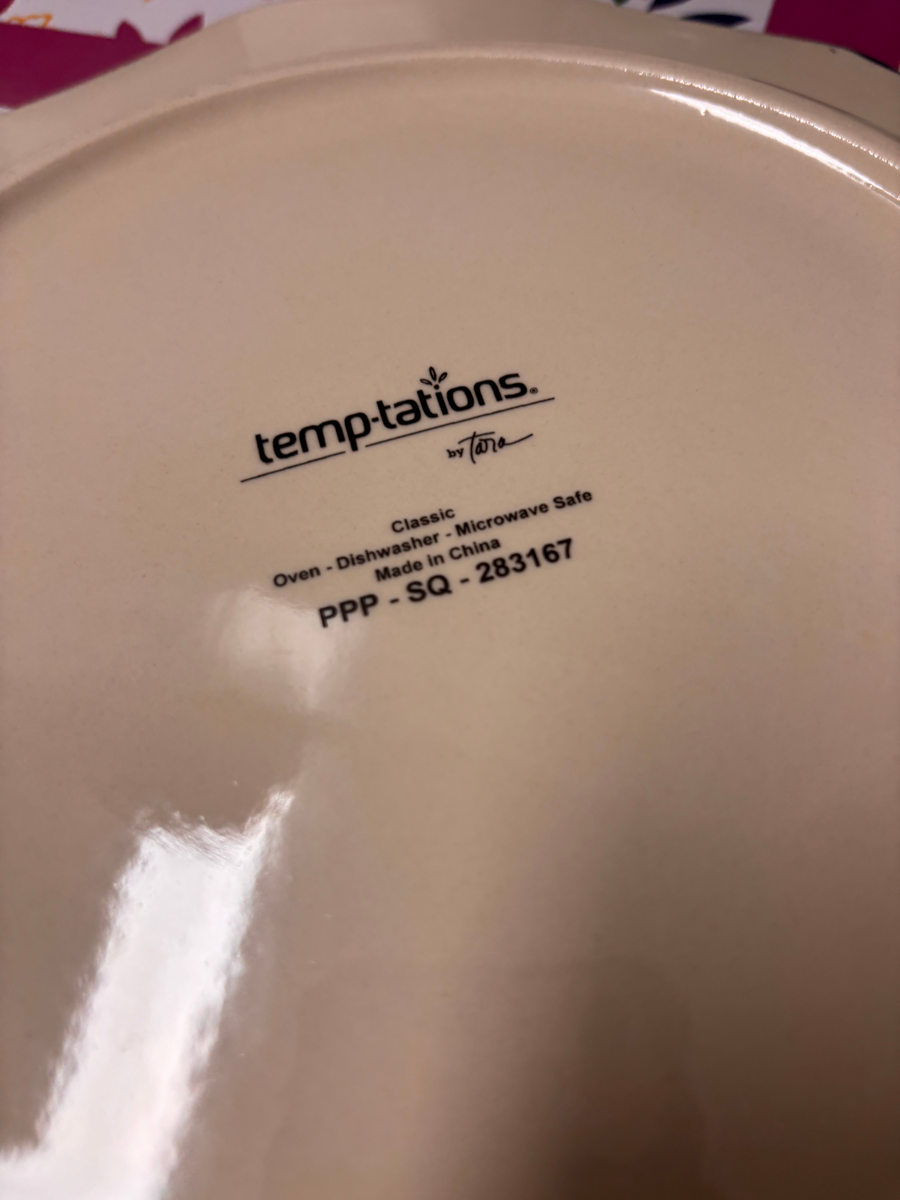 temp-tations®
by Tara
Classic
Oven - Dishwasher - Microwave Safe
Made in China
PPP - SQ - 283167